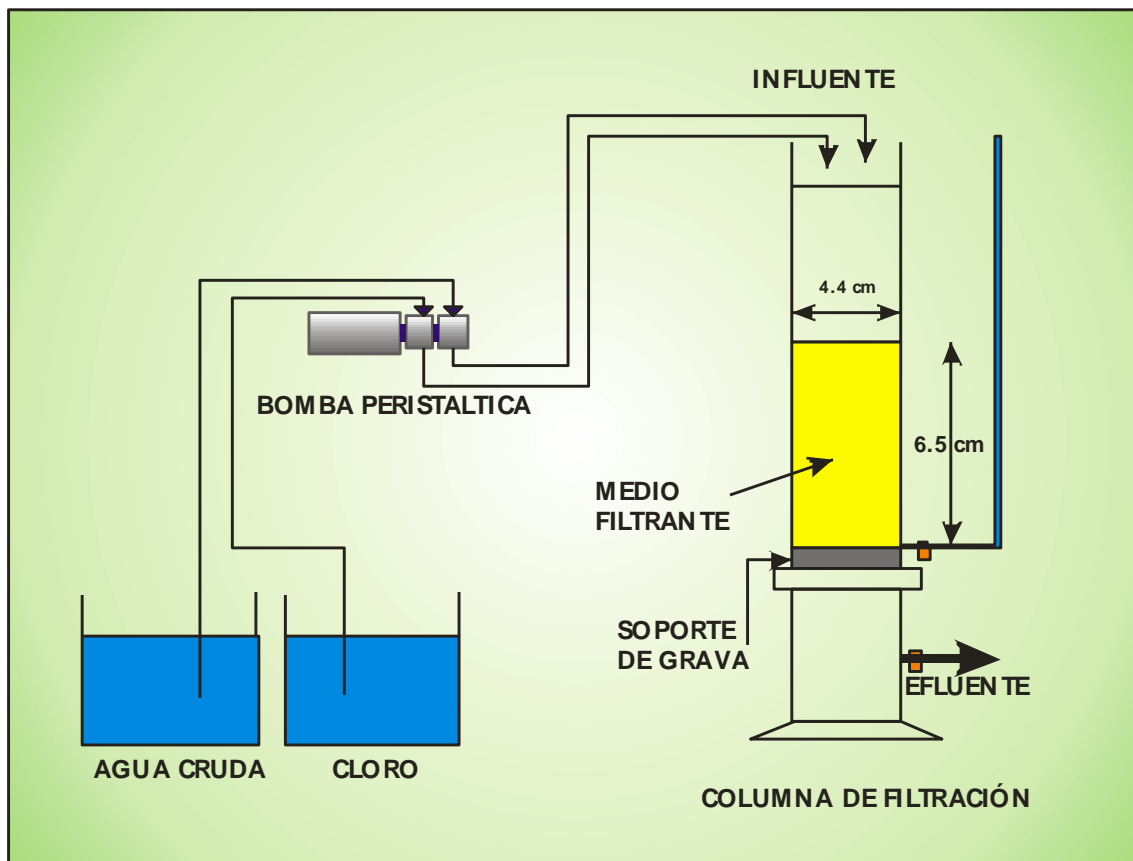 INFLUENTE
4.4 cm
BOMBA PERISTALTICA
6.5 cm
MEDIO
FILTRANTE
SOPORTE
DE GRAVA
EFLUENTE
AGUA CRUDA
CLORO
COLUMNA DE FILTRACIÓN